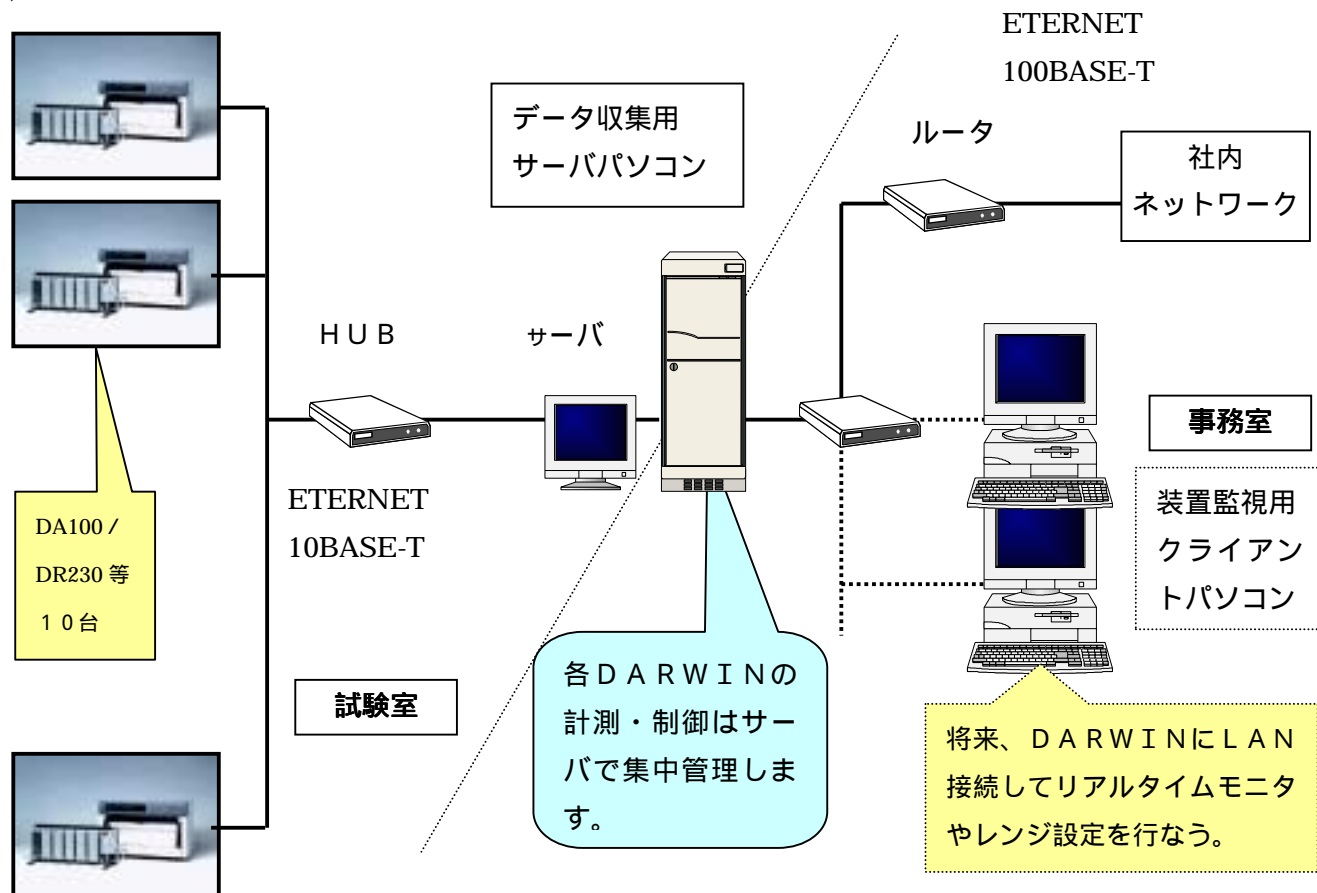 ETERNET
100BASE-T
データ収集用
サーバパソコン
ルータ
社内
ネットワーク
ＨＵＢ
サーバ
ETERNET
10BASE-T
事務室
装置監視用
クライアン
トパソコン
DA100 /
DR230 等
１０台
試験室
各ＤＡＲＷＩＮの
計測・制御はサー
バで集中管理しま
す。
将来、ＤＡＲＷＩＮにＬＡＮ
接続してリアルタイムモニタ
やレンジ設定を行なう。